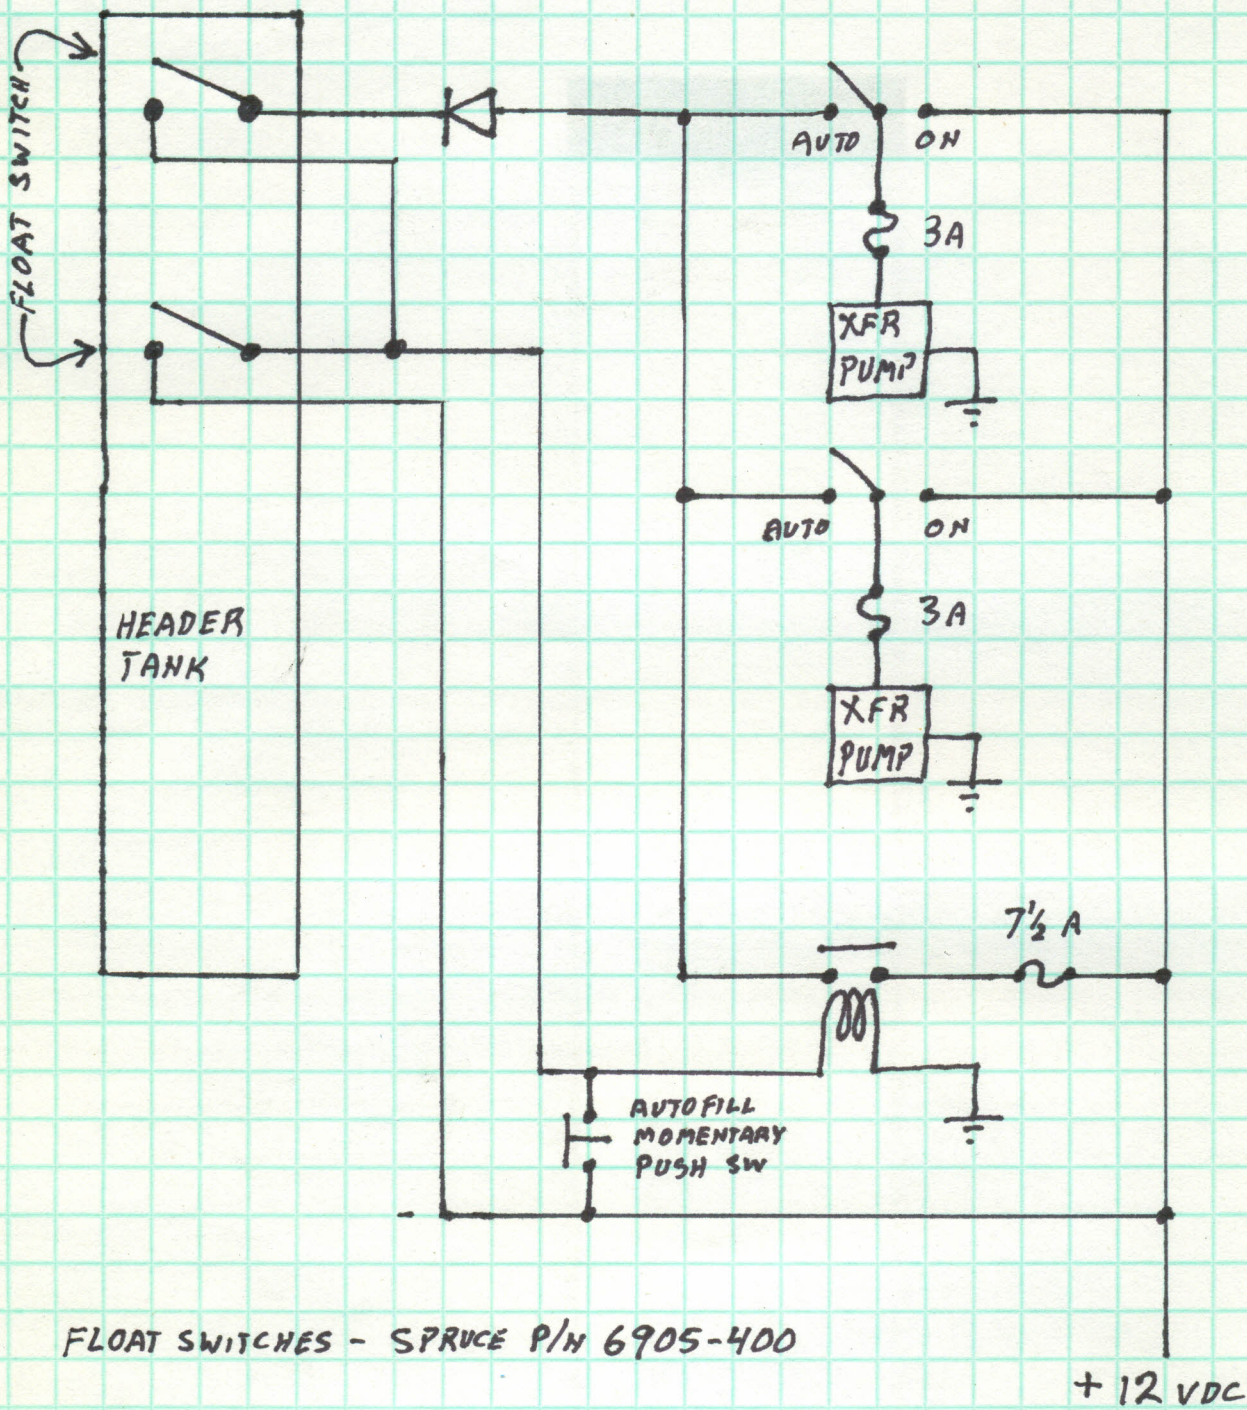 FLOAT SWITCH
AUTO
ON
3A
XFR
PUMP
AUTO
ON
3A
HEADER
TANK
XFR
PUMP
7½ A
AUTOFILL
MOMENTARY
PUSH SW
FLOAT SWITCHES - SPRUCE P/N 6905-400
+ 12 VDC